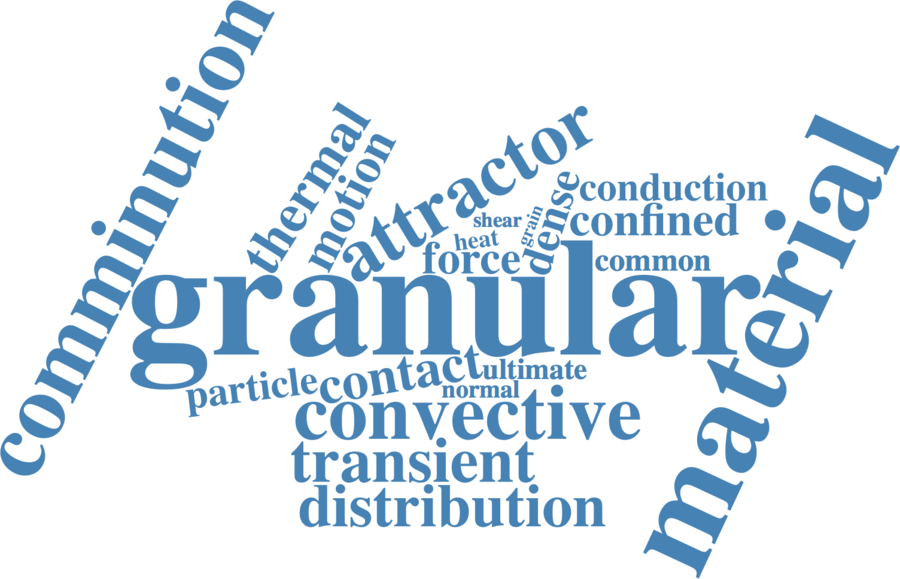 comminution
thermal
motion
attractor
shear
heat
force
grain
dense
conduction
confined
common
granular
material
particle
contact
ultimate
normal
convective
transient
distribution